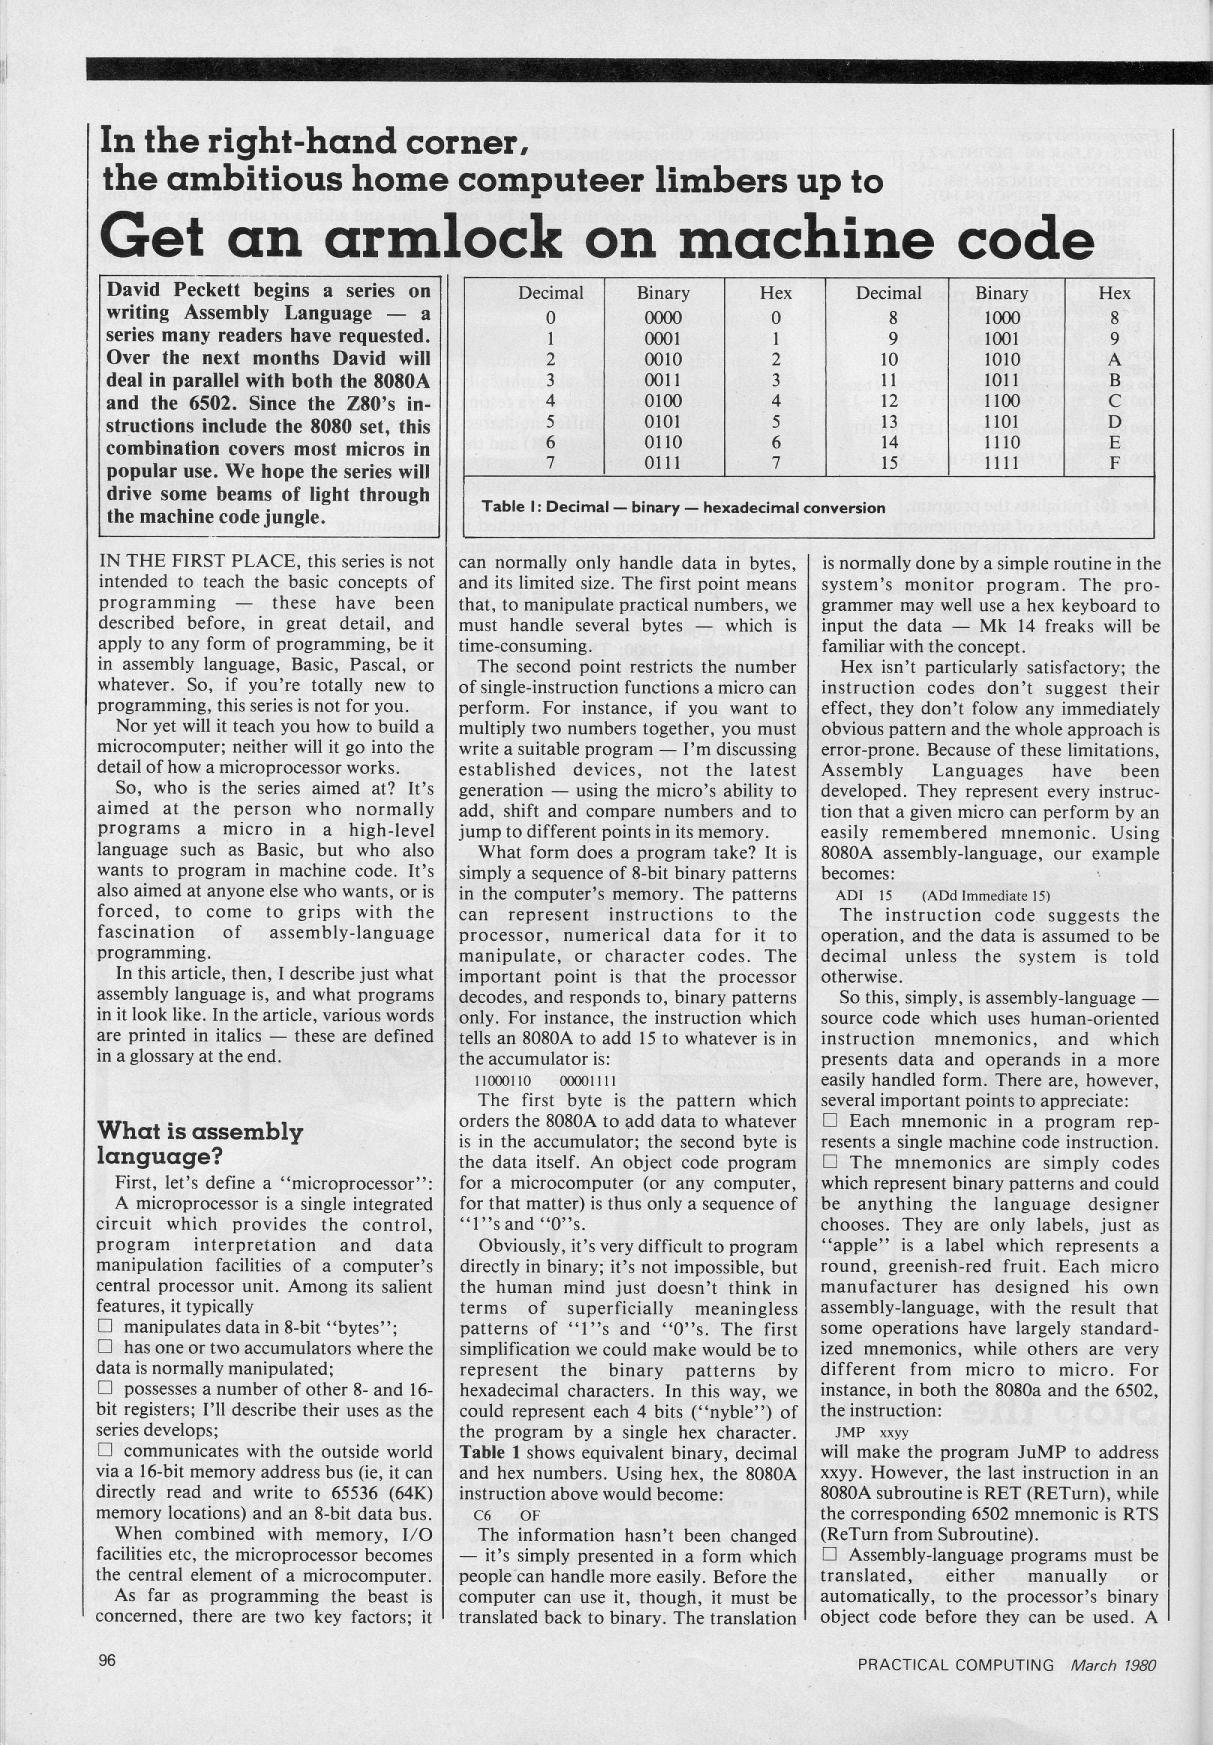 In the right-hand corner,
the ambitious home computeer limbers up to
Get an armlock on machine code
David Peckett begins a series on
writing Assembly Language — a
series many readers have requested.
Over the next months David will
deal in parallel with both the 8080A
and the 6502. Since the Z80's in-
structions include the 8080 set, this
combination covers most micros in
popular use. We hope the series will
drive some beams of light through
the machine code jungle.
Decimal Binary Hex Decimal Binary Hex
0 0000 0 8 1000 8
1 0001 1 9 1001 9
2 0010 2 10 1010 A
3 0011 3 11 1011 B
4 0100 4 12 1100 C
5 0101 5 13 1101 D
6 0110 6 14 1110 E
7 0111 7 15 1111 F
Table 1: Decimal — binary — hexadecimal conversion
IN THE FIRST PLACE, this series is not
intended to teach the basic concepts of
programming — these have been
described before, in great detail, and
apply to any form of programming, be it
in assembly language, Basic, Pascal, or
whatever. So, if you're totally new to
programming, this series is not for you.
Nor yet will it teach you how to build a
microcomputer; neither will it go into the
detail of how a microprocessor works.
So, who is the series aimed at? It's
aimed at the person who normally
programs a micro in a high-level
language such as Basic, but who also
wants to program in machine code. It's
also aimed at anyone else who wants, or is
forced, to come to grips with the
fascination of assembly-language
programming.
In this article, then, I describe just what
assembly language is, and what programs
in it look like. In the article, various words
are printed in italics — these are defined
in a glossary at the end.
What is assembly
language?
First, let's define a "microprocessor":
A microprocessor is a single integrated
circuit which provides the control,
program interpretation and data
manipulation facilities of a computer's
central processor unit. Among its salient
features, it typically
☐ manipulates data in 8-bit "bytes";
☐ has one or two accumulators where the
data is normally manipulated;
☐ possesses a number of other 8- and 16-
bit registers; I'll describe their uses as the
series develops;
☐ communicates with the outside world
via a 16-bit memory address bus (ie, it can
directly read and write to 65536 (64K)
memory locations) and an 8-bit data bus.
When combined with memory, I/O
facilities etc, the microprocessor becomes
the central element of a microcomputer.
As far as programming the beast is
concerned, there are two key factors; it
can normally only handle data in bytes,
and its limited size. The first point means
that, to manipulate practical numbers, we
must handle several bytes — which is
time-consuming.
The second point restricts the number
of single-instruction functions a micro can
perform. For instance, if you want to
multiply two numbers together, you must
write a suitable program — I'm discussing
established devices, not the latest
generation — using the micro's ability to
add, shift and compare numbers and to
jump to different points in its memory.
What form does a program take? It is
simply a sequence of 8-bit binary patterns
in the computer's memory. The patterns
can represent instructions to the
processor, numerical data for it to
manipulate, or character codes. The
important point is that the processor
decodes, and responds to, binary patterns
only. For instance, the instruction which
tells an 8080A to add 15 to whatever is in
the accumulator is:
11000110 00001111
The first byte is the pattern which
orders the 8080A to add data to whatever
is in the accumulator; the second byte is
the data itself. An object code program
for a microcomputer (or any computer,
for that matter) is thus only a sequence of
"1"s and "0"s.
Obviously, it's very difficult to program
directly in binary; it's not impossible, but
the human mind just doesn't think in
terms of superficially meaningless
patterns of "1"s and "0"s. The first
simplification we could make would be to
represent the binary patterns by
hexadecimal characters. In this way, we
could represent each 4 bits ("nyble") of
the program by a single hex character.
Table 1 shows equivalent binary, decimal
and hex numbers. Using hex, the 8080A
instruction above would become:
C6 OF
The information hasn't been changed
— it's simply presented in a form which
people can handle more easily. Before the
computer can use it, though, it must be
translated back to binary. The translation
is normally done by a simple routine in the
system's monitor program. The pro-
grammer may well use a hex keyboard to
input the data — Mk 14 freaks will be
familiar with the concept.
Hex isn't particularly satisfactory; the
instruction codes don't suggest their
effect, they don't folow any immediately
obvious pattern and the whole approach is
error-prone. Because of these limitations,
Assembly Languages have been
developed. They represent every instruc-
tion that a given micro can perform by an
easily remembered mnemonic. Using
8080A assembly-language, our example
becomes:
ADI 15 (ADd Immediate 15)
The instruction code suggests the
operation, and the data is assumed to be
decimal unless the system is told
otherwise.
So this, simply, is assembly-language —
source code which uses human-oriented
instruction mnemonics, and which
presents data and operands in a more
easily handled form. There are, however,
several important points to appreciate:
☐ Each mnemonic in a program rep-
resents a single machine code instruction.
☐ The mnemonics are simply codes
which represent binary patterns and could
be anything the language designer
chooses. They are only labels, just as
"apple" is a label which represents a
round, greenish-red fruit. Each micro
manufacturer has designed his own
assembly-language, with the result that
some operations have largely standard-
ized mnemonics, while others are very
different from micro to micro. For
instance, in both the 8080a and the 6502,
the instruction:
JMP xxyy
will make the program JuMP to address
xxyy. However, the last instruction in an
8080A subroutine is RET (RETurn), while
the corresponding 6502 mnemonic is RTS
(ReTurn from Subroutine).
☐ Assembly-language programs must be
translated, either manually or
automatically, to the processor's binary
object code before they can be used. A
96
PRACTICAL COMPUTING March 1980